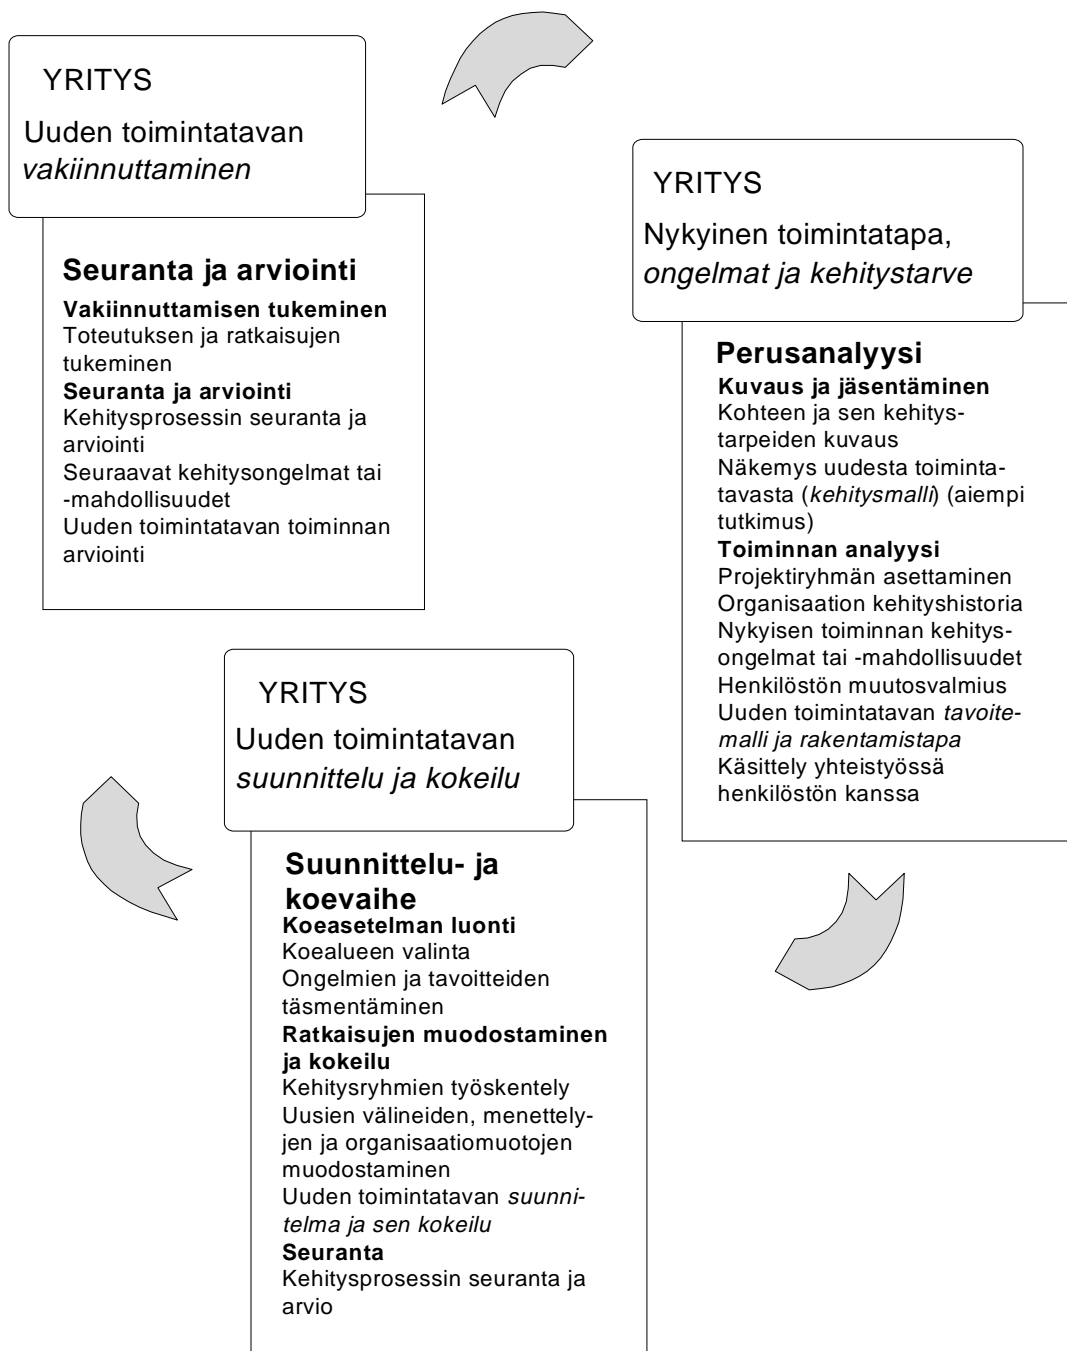 YRITYS
Uuden toimintatavan
vakiinnuttaminen
Seuranta ja arviointi
Vakiinnuttamisen tukeminen
Toteutuksen ja ratkaisujen
tukeminen
Seuranta ja arviointi
Kehitysprosessin seuranta ja
arviointi
Seuraavat kehitysongelmat tai
-mahdollisuudet
Uuden toimintatavan toiminnan
arviointi
YRITYS
Nykyinen toimintatapa,
ongelmat ja kehitystarve
Perusanalyysi
Kuvaus ja jäsentäminen
Kohteen ja sen kehitys-
tarpeiden kuvaus
Näkemys uudesta toiminta-
tavasta (kehitysmalli) (aiempi
tutkimus)
Toiminnan analyysi
Projektiryhmän asettaminen
Organisaation kehityshistoria
Nykyisen toiminnan kehitys-
ongelmat tai -mahdollisuudet
Henkilöstön muutosvalmius
Uuden toimintatavan tavoite-
malli ja rakentamistapa
Käsittely yhteistyössä
henkilöstön kanssa
YRITYS
Uuden toimintatavan
suunnittelu ja kokeilu
Suunnittelu- ja
koevaihe
Koeasetelman luonti
Koealueen valinta
Ongelmien ja tavoitteiden
täsmentäminen
Ratkaisujen muodostaminen
ja kokeilu
Kehitysryhmien työskentely
Uusien välineiden, menettely-
jen ja organisaatiomuotojen
muodostaminen
Uuden toimintatavan suunni-
telma ja sen kokeilu
Seuranta
Kehitysprosessin seuranta ja
arvio